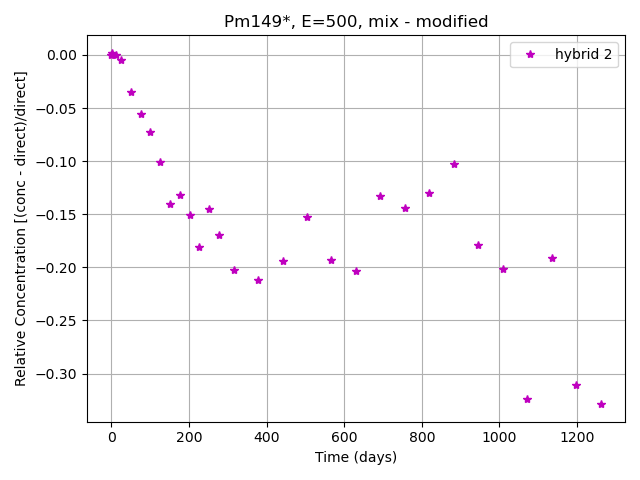 Pm149*, E=500, mix - modified
hybrid 2
0.00
−0.05
−0.10
−0.15
−0.20
−0.25
−0.30
Relative Concentration [(conc - direct)/direct]
0 200 400 600 800 1000 1200
Time (days)